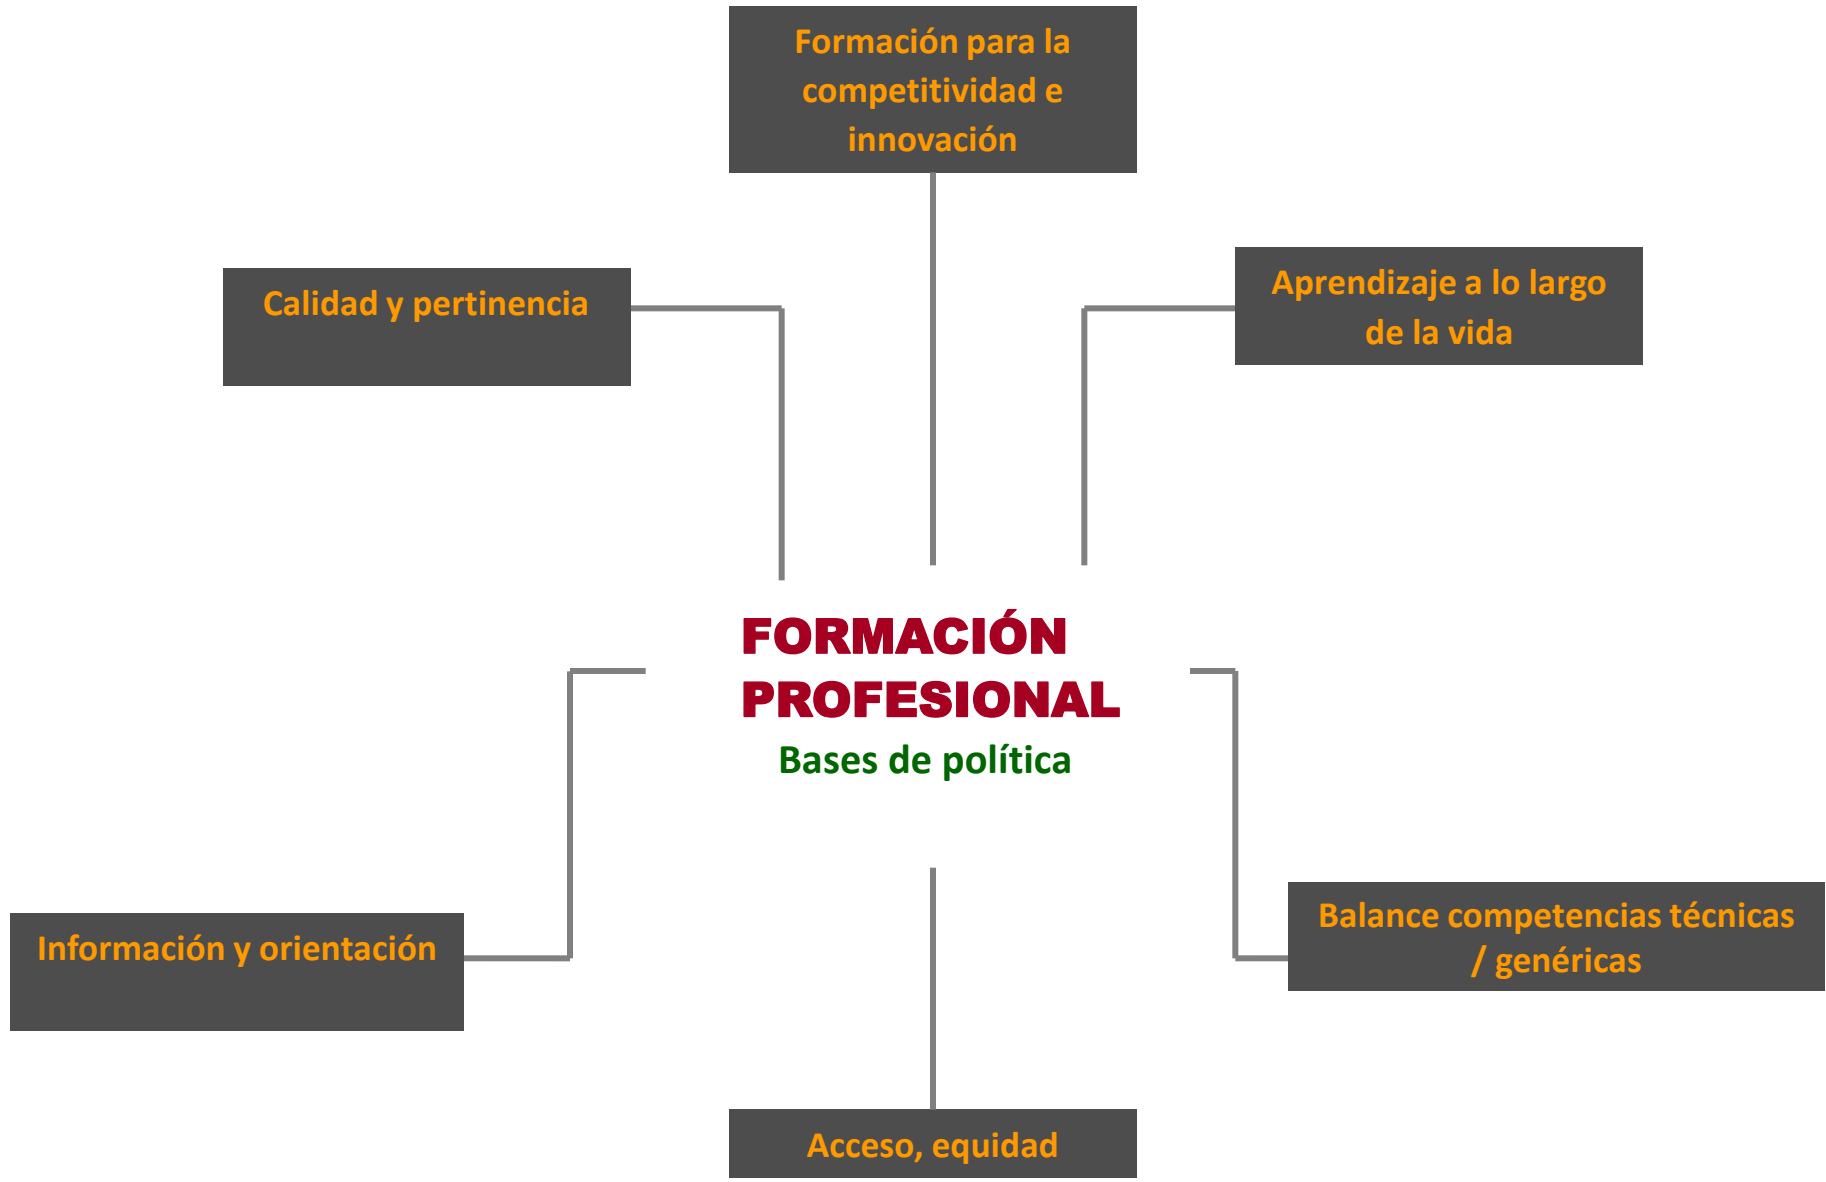 Formación para la
competitividad e
innovación
Calidad y pertinencia
Aprendizaje a lo largo
de la vida
FORMACIÓN
PROFESIONAL
Bases de política
Información y orientación
Balance competencias técnicas
/ genéricas
Acceso, equidad